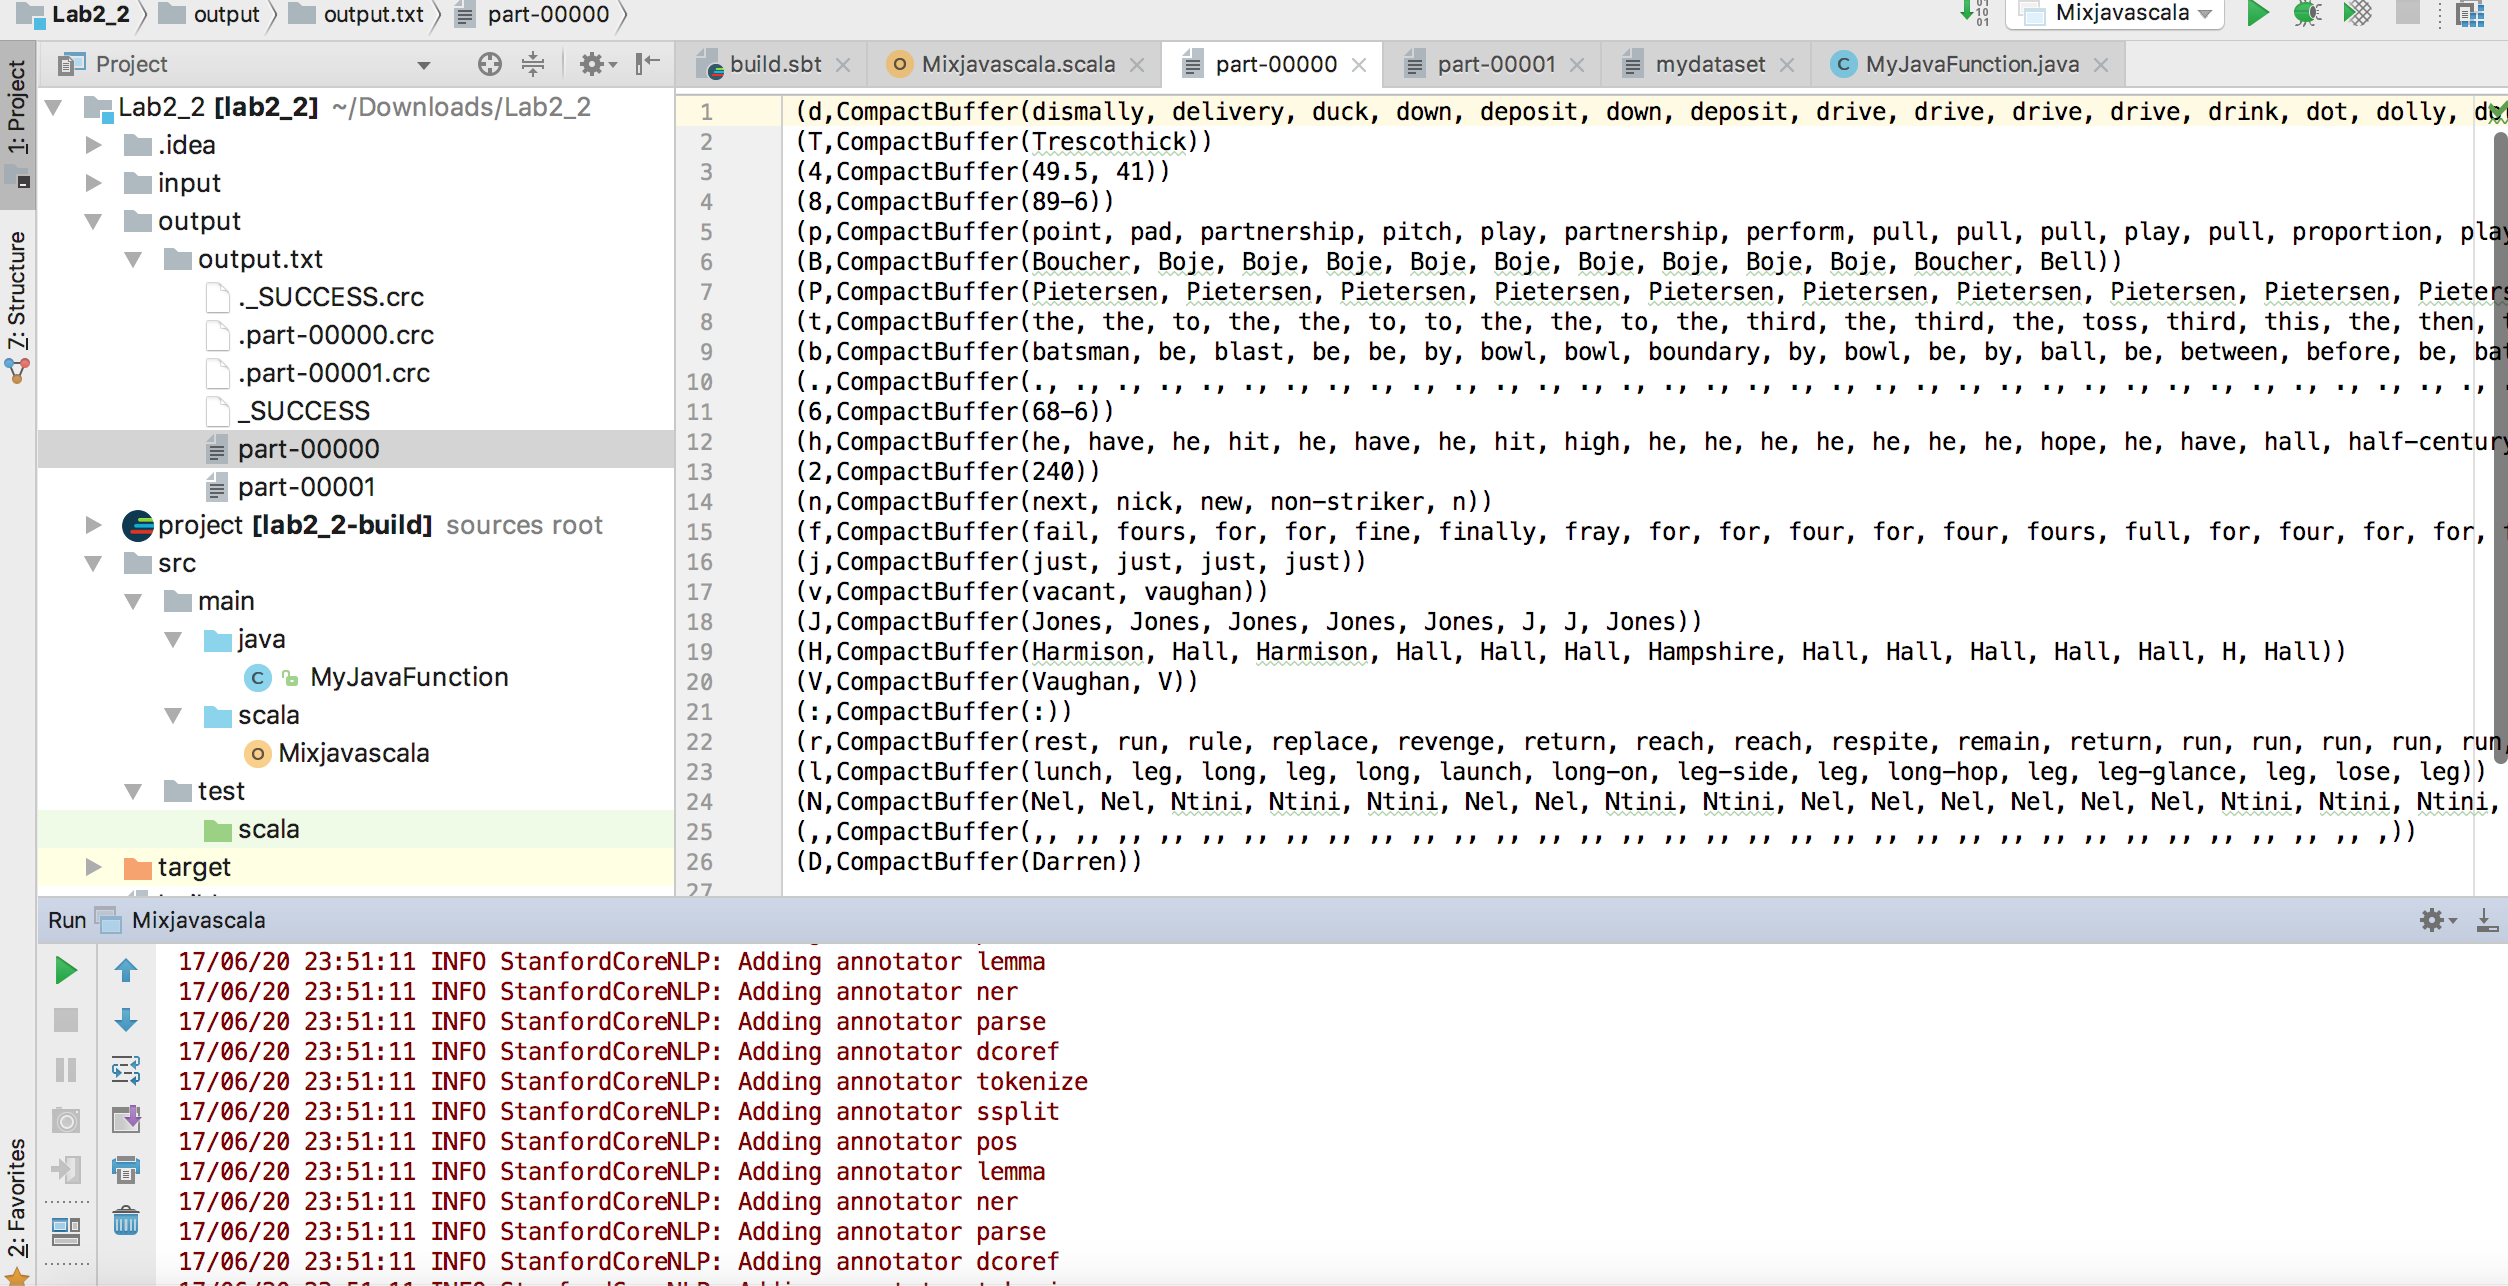 Lab2_2 output output.txt part-00000
Mixjavascala
1: Project
7: Structure
2: Favorites
Project
build.sbt Mixjavascala.scala part-00000 part-00001 mydataset MyJavaFunction.java
Lab2_2 [lab2_2] ~/Downloads/Lab2_2
.idea
input
output
output.txt
._SUCCESS.crc
.part-00000.crc
.part-00001.crc
_SUCCESS
part-00000
part-00001
project [lab2_2-build] sources root
src
main
java
MyJavaFunction
scala
Mixjavascala
test
scala
target
1 (d,CompactBuffer(dismally, delivery, duck, down, deposit, down, deposit, drive, drive, drive, drive, drink, dot, dolly,
2 (T,CompactBuffer(Trescothick))
3 (4,CompactBuffer(49.5, 41))
4 (8,CompactBuffer(89-6))
5 (p,CompactBuffer(point, pad, partnership, pitch, play, partnership, perform, pull, pull, pull, play, pull, proportion, play
6 (B,CompactBuffer(Boucher, Boje, Boje, Boje, Boje, Boje, Boje, Boje, Boje, Boje, Boucher, Bell))
7 (P,CompactBuffer(Pietersen, Pietersen, Pietersen, Pietersen, Pietersen, Pietersen, Pietersen, Pietersen, Pietersen, Pieters
8 (t,CompactBuffer(the, the, to, the, the, to, to, the, the, to, the, third, the, third, the, toss, third, this, the, then,
9 (b,CompactBuffer(batsman, be, blast, be, be, by, bowl, bowl, boundary, by, bowl, be, by, ball, be, between, before, be, bat
10 (.,CompactBuffer(., ., ., ., ., ., ., ., ., ., ., ., ., ., ., ., ., ., ., ., ., ., ., ., ., ., ., ., ., ., ., ., ., ., .,
11 (6,CompactBuffer(68-6))
12 (h,CompactBuffer(he, have, he, hit, he, have, he, hit, high, he, he, he, he, he, he, he, hope, he, have, hall, half-century
13 (2,CompactBuffer(240))
14 (n,CompactBuffer(next, nick, new, non-striker, n))
15 (f,CompactBuffer(fail, fours, for, for, fine, finally, fray, for, for, four, for, four, fours, full, for, four, for, for,
16 (j,CompactBuffer(just, just, just, just))
17 (v,CompactBuffer(vacant, vaughan))
18 (J,CompactBuffer(Jones, Jones, Jones, Jones, Jones, J, J, Jones))
19 (H,CompactBuffer(Harmison, Hall, Harmison, Hall, Hall, Hall, Hampshire, Hall, Hall, Hall, Hall, Hall, H, Hall))
20 (V,CompactBuffer(Vaughan, V))
21 (:,CompactBuffer(:))
22 (r,CompactBuffer(rest, run, rule, replace, revenge, return, reach, reach, respite, remain, return, run, run, run, run, run,
23 (l,CompactBuffer(lunch, leg, long, leg, long, launch, long-on, leg-side, leg, long-hop, leg, leg-glance, leg, lose, leg))
24 (N,CompactBuffer(Nel, Nel, Ntini, Ntini, Ntini, Nel, Nel, Ntini, Ntini, Nel, Nel, Nel, Nel, Nel, Nel, Ntini, Ntini, Ntini,
25 (,,CompactBuffer(,, ,, ,, ,, ,, ,, ,, ,, ,, ,, ,, ,, ,, ,, ,, ,, ,, ,, ,, ,, ,, ,, ,, ,, ,, ,, ,, ,, ,, ,, ,, ,, ,))
26 (D,CompactBuffer(Darren))
27
Run Mixjavascala
17/06/20 23:51:11 INFO StanfordCoreNLP: Adding annotator lemma
17/06/20 23:51:11 INFO StanfordCoreNLP: Adding annotator ner
17/06/20 23:51:11 INFO StanfordCoreNLP: Adding annotator parse
17/06/20 23:51:11 INFO StanfordCoreNLP: Adding annotator dcoref
17/06/20 23:51:11 INFO StanfordCoreNLP: Adding annotator tokenize
17/06/20 23:51:11 INFO StanfordCoreNLP: Adding annotator ssplit
17/06/20 23:51:11 INFO StanfordCoreNLP: Adding annotator pos
17/06/20 23:51:11 INFO StanfordCoreNLP: Adding annotator lemma
17/06/20 23:51:11 INFO StanfordCoreNLP: Adding annotator ner
17/06/20 23:51:11 INFO StanfordCoreNLP: Adding annotator parse
17/06/20 23:51:11 INFO StanfordCoreNLP: Adding annotator dcoref